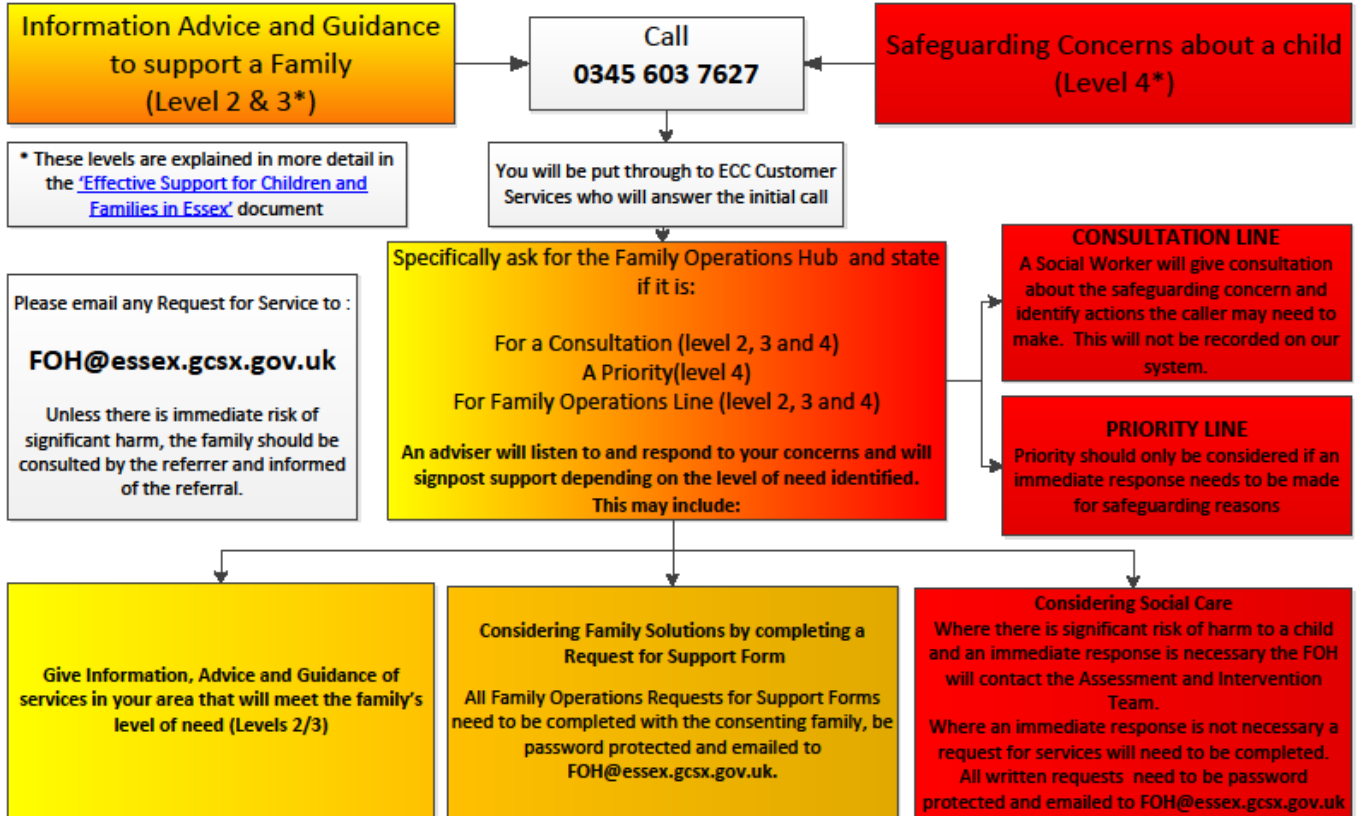 Information Advice and Guidance
to support a Family
(Level 2 & 3*)
Call
0345 603 7627
Safeguarding Concerns about a child
(Level 4*)
* These levels are explained in more detail in
the 'Effective Support for Children and
Families in Essex' document
You will be put through to ECC Customer
Services who will answer the initial call
Please email any Request for Service to :
FOH@essex.gcsx.gov.uk
Unless there is immediate risk of
significant harm, the family should be
consulted by the referrer and informed
of the referral.
Specifically ask for the Family Operations Hub and state
if it is:
For a Consultation (level 2, 3 and 4)
A Priority(level 4)
For Family Operations Line (level 2, 3 and 4)
An adviser will listen to and respond to your concerns and will
signpost support depending on the level of need identified.
This may include:
CONSULTATION LINE
A Social Worker will give consultation
about the safeguarding concern and
identify actions the caller may need to
make. This will not be recorded on our
system.
PRIORITY LINE
Priority should only be considered if an
immediate response needs to be made
for safeguarding reasons
Give Information, Advice and Guidance of
services in your area that will meet the family's
level of need (Levels 2/3)
Considering Family Solutions by completing a
Request for Support Form
All Family Operations Requests for Support Forms
need to be completed with the consenting family, be
password protected and emailed to
FOH@essex.gcsx.gov.uk.
Considering Social Care
Where there is significant risk of harm to a child
and an immediate response is necessary the FOH
will contact the Assessment and Intervention
Team.
Where an immediate response is not necessary a
request for services will need to be completed.
All written requests need to be password
protected and emailed to FOH@essex.gcsx.gov.uk